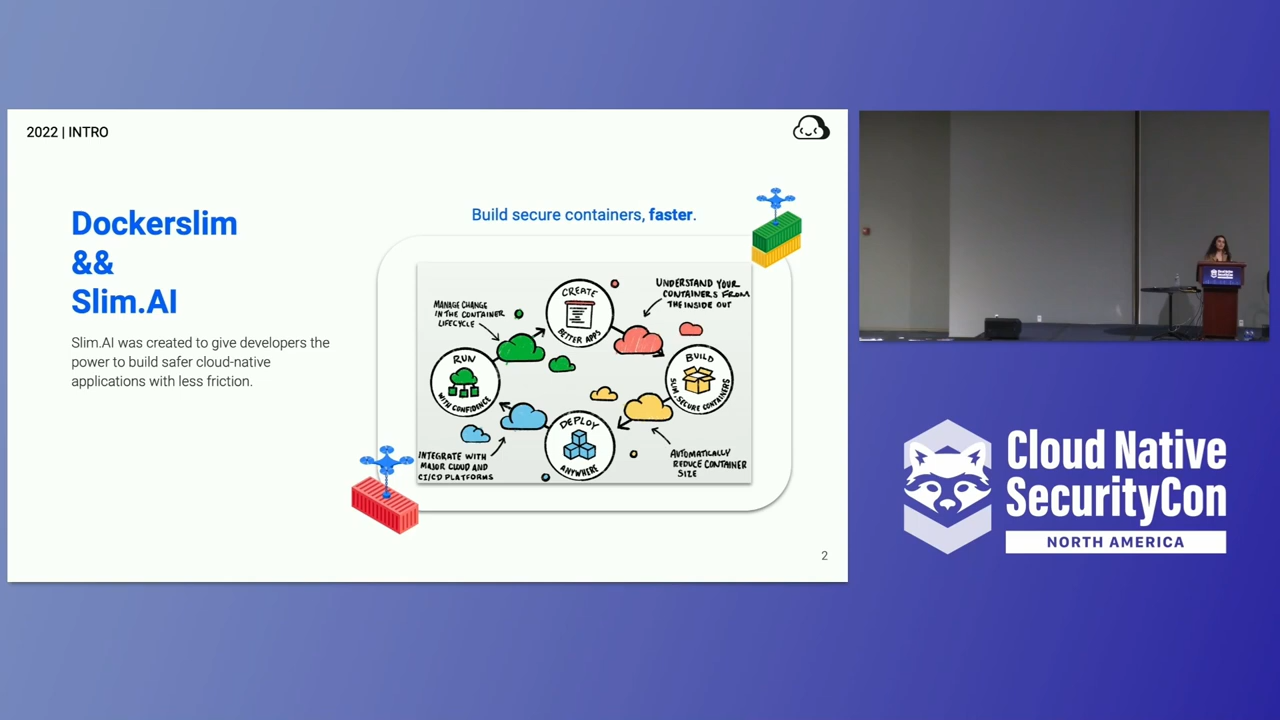 2022 | INTRO
Dockerslim
&&
Slim.AI
Slim.AI was created to give developers the
power to build safer cloud-native
applications with less friction.
Build secure containers, faster.
CREATE
BETTER APPS
UNDERSTAND YOUR
CONTAINERS FROM
THE INSIDE OUT
MANAGE CHANGE
IN THE CONTAINER
LIFECYCLE
RUN
WITH CONFIDENCE
BUILD
SLIM, SECURE CONTAINERS
DEPLOY
ANYWHERE
INTEGRATE WITH
MAJOR CLOUD AND
CI/CD PLATFORMS
AUTOMATICALLY
REDUCE CONTAINER
SIZE
2
Cloud Native
SecurityCon
NORTH AMERICA